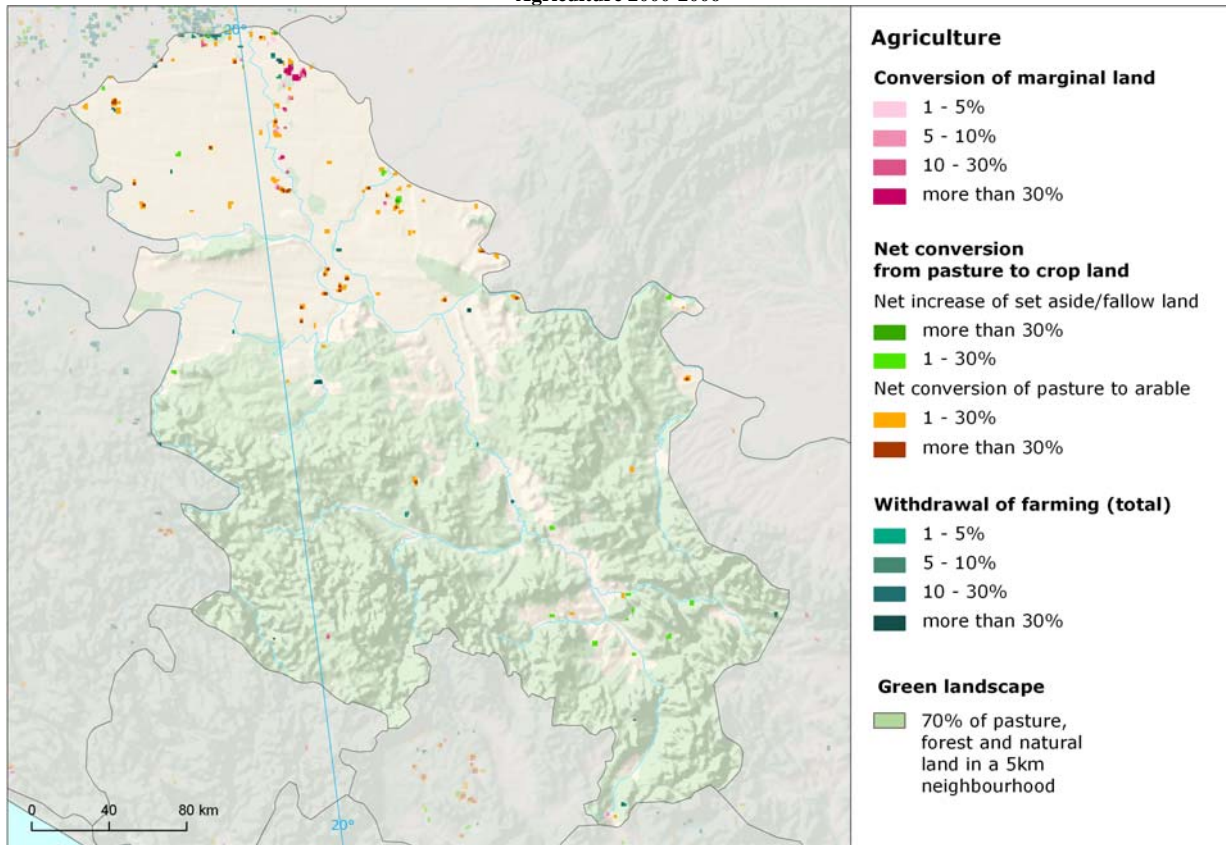 Agriculture 2000-2006
20°
Agriculture
Conversion of marginal land
1 - 5%
5 - 10%
10 - 30%
more than 30%
Net conversion
from pasture to crop land
Net increase of set aside/fallow land
more than 30%
1 - 30%
Net conversion of pasture to arable
1 - 30%
more than 30%
Withdrawal of farming (total)
1 - 5%
5 - 10%
10 - 30%
more than 30%
Green landscape
70% of pasture,
forest and natural
land in a 5km
neighbourhood
0 40 80 km
20°